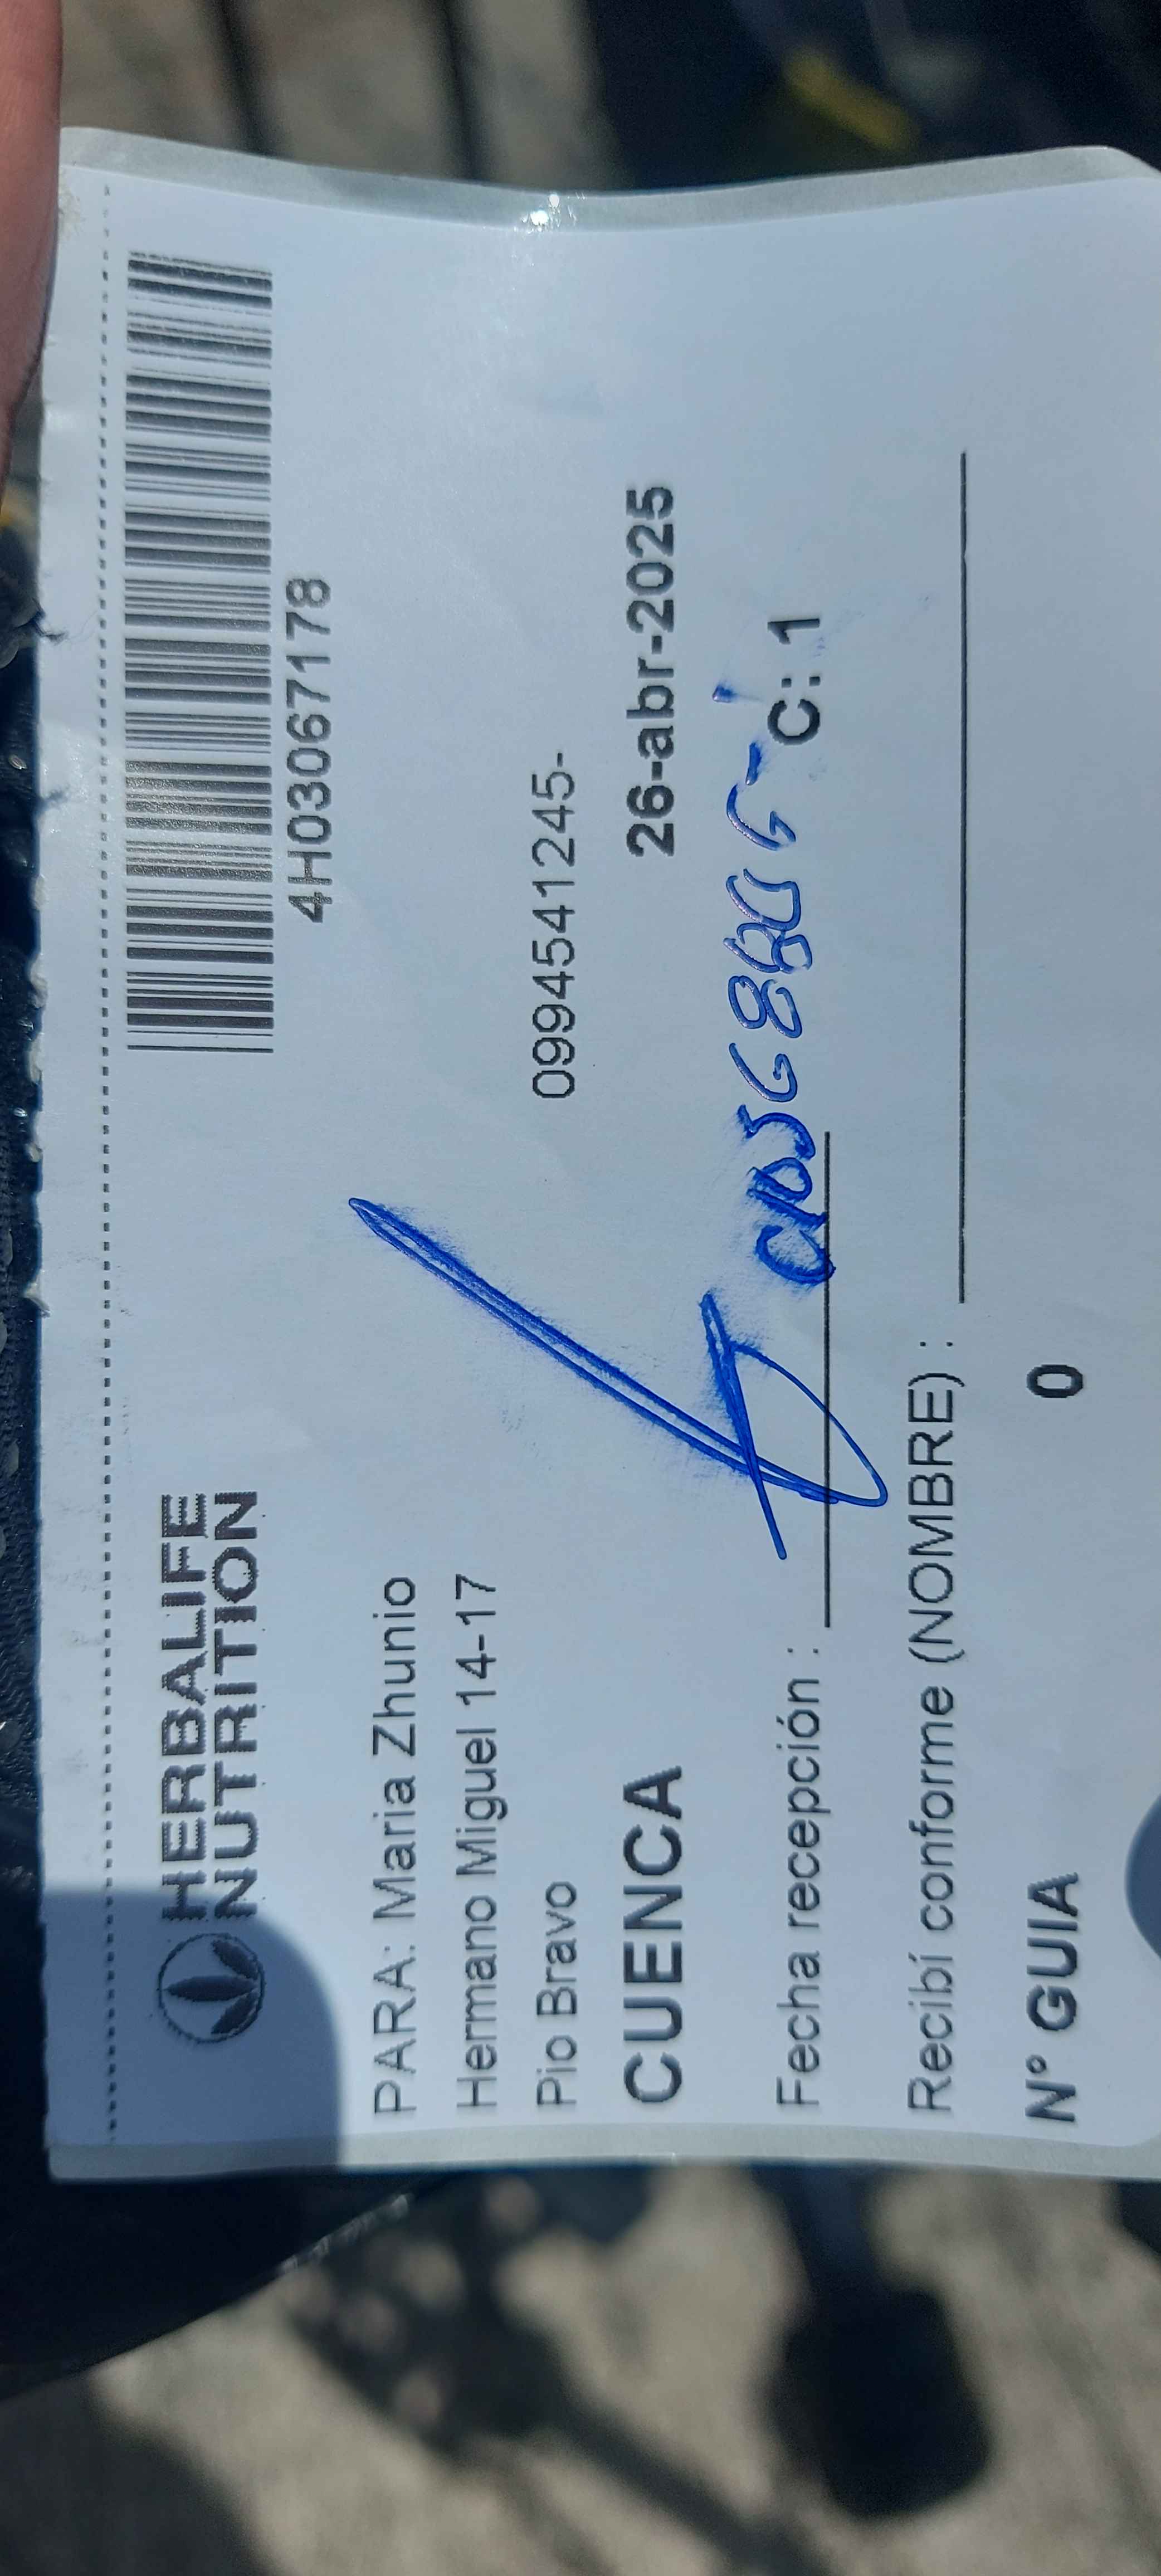 HERBALIFE
NUTRITION
4H03067178
PARA: Maria Zhunio
Hermano Miguel 14-17
Pio Bravo 0994541245-
CUENCA 26-abr-2025
Fecha recepción : C: 1
Recibí conforme (NOMBRE) :
N° GUIA 0